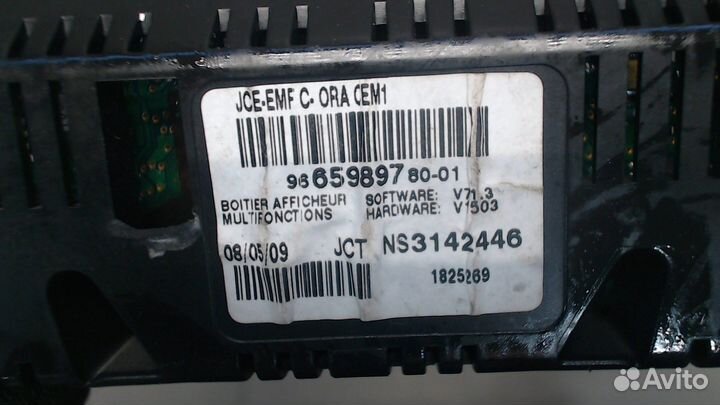 JCE-EMF C- ORA CEM1
96 659897 80-01
BOITIER AFFICHEUR SOFTWARE: V71.3
MULTIFONCTIONS HARDWARE: V1503
08/05/09 JCT NS3142446
1825269
Avito